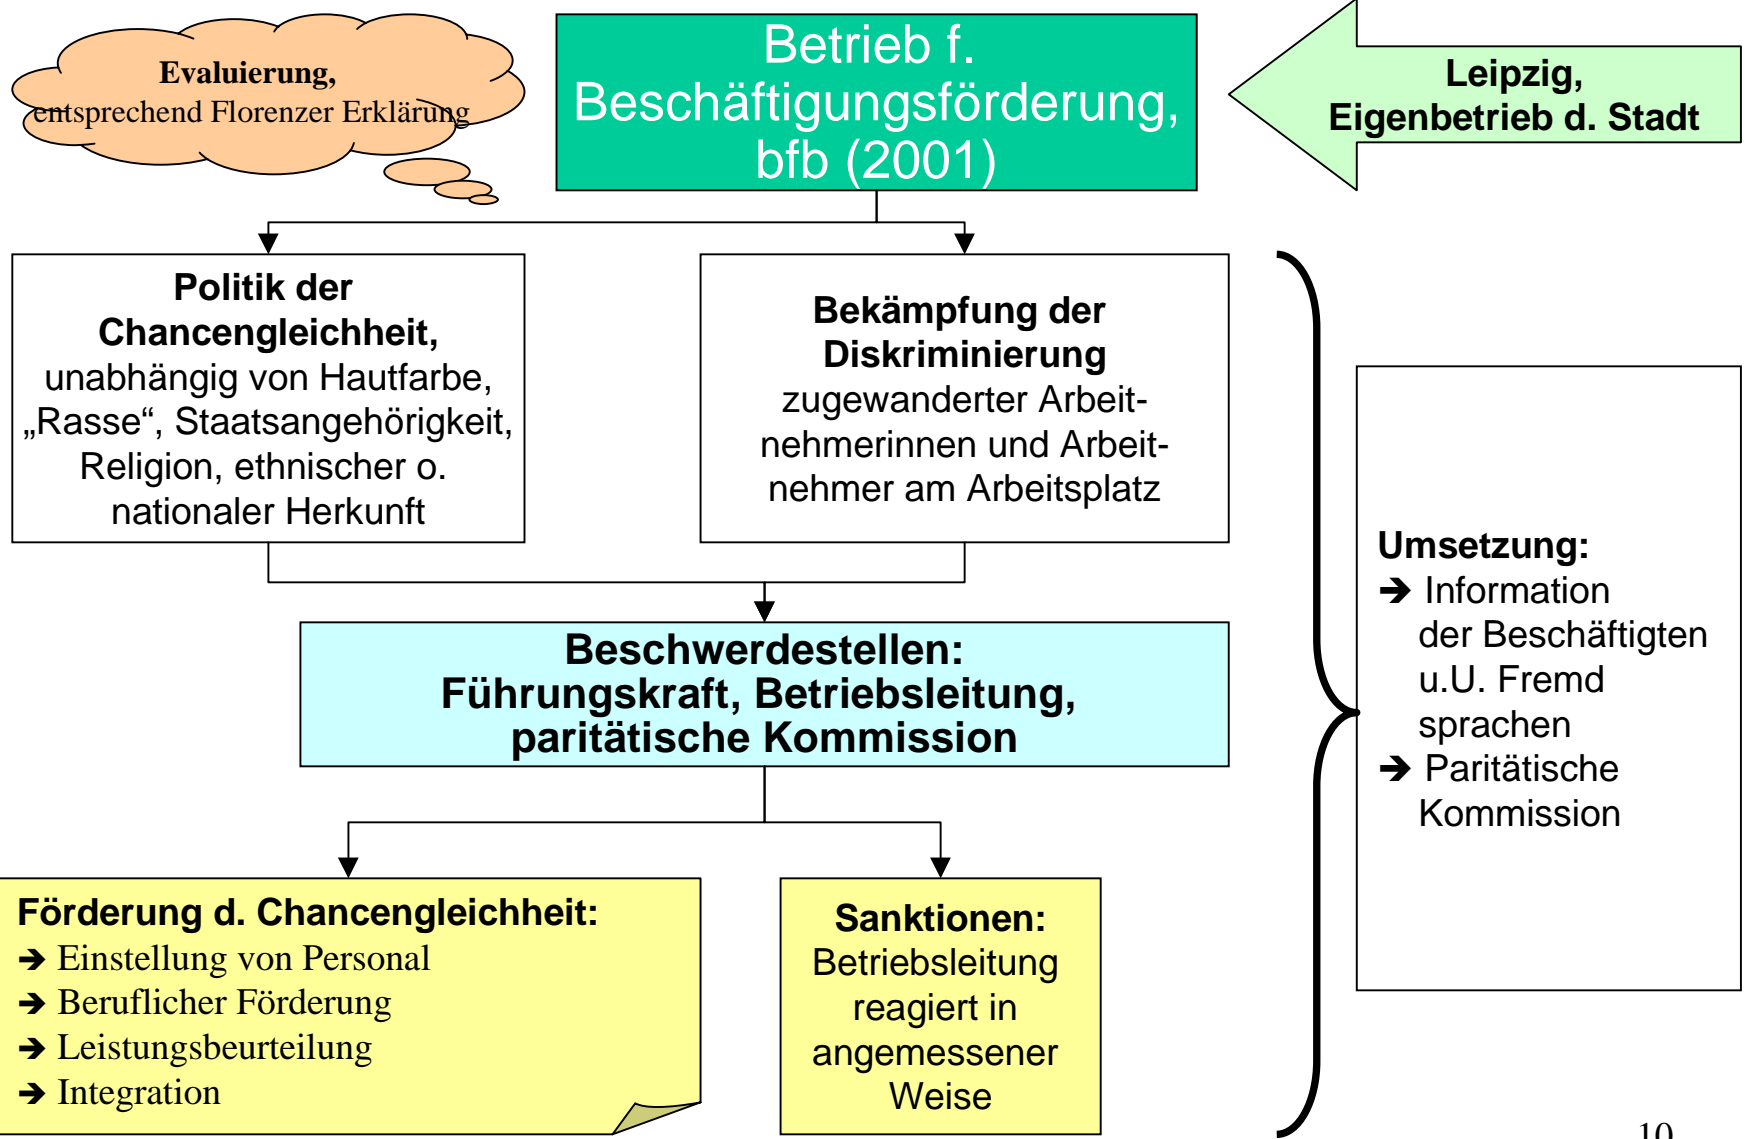 Evaluierung,
entsprechend Florenzer Erklärung
Betrieb f.
Beschäftigungsförderung,
bfb (2001)
Leipzig,
Eigenbetrieb d. Stadt
Politik der
Chancengleichheit,
unabhängig von Hautfarbe,
„Rasse“, Staatsangehörigkeit,
Religion, ethnischer o.
nationaler Herkunft
Bekämpfung der
Diskriminierung
zugewanderter Arbeit-
nehmerinnen und Arbeit-
nehmer am Arbeitsplatz
Beschwerdestellen:
Führungskraft, Betriebsleitung,
paritätische Kommission
Förderung d. Chancengleichheit:
➔ Einstellung von Personal
➔ Beruflicher Förderung
➔ Leistungsbeurteilung
➔ Integration
Sanktionen:
Betriebsleitung
reagiert in
angemessener
Weise
Umsetzung:
➔ Information
der Beschäftigten
u.U. Fremd
sprachen
➔ Paritätische
Kommission
10